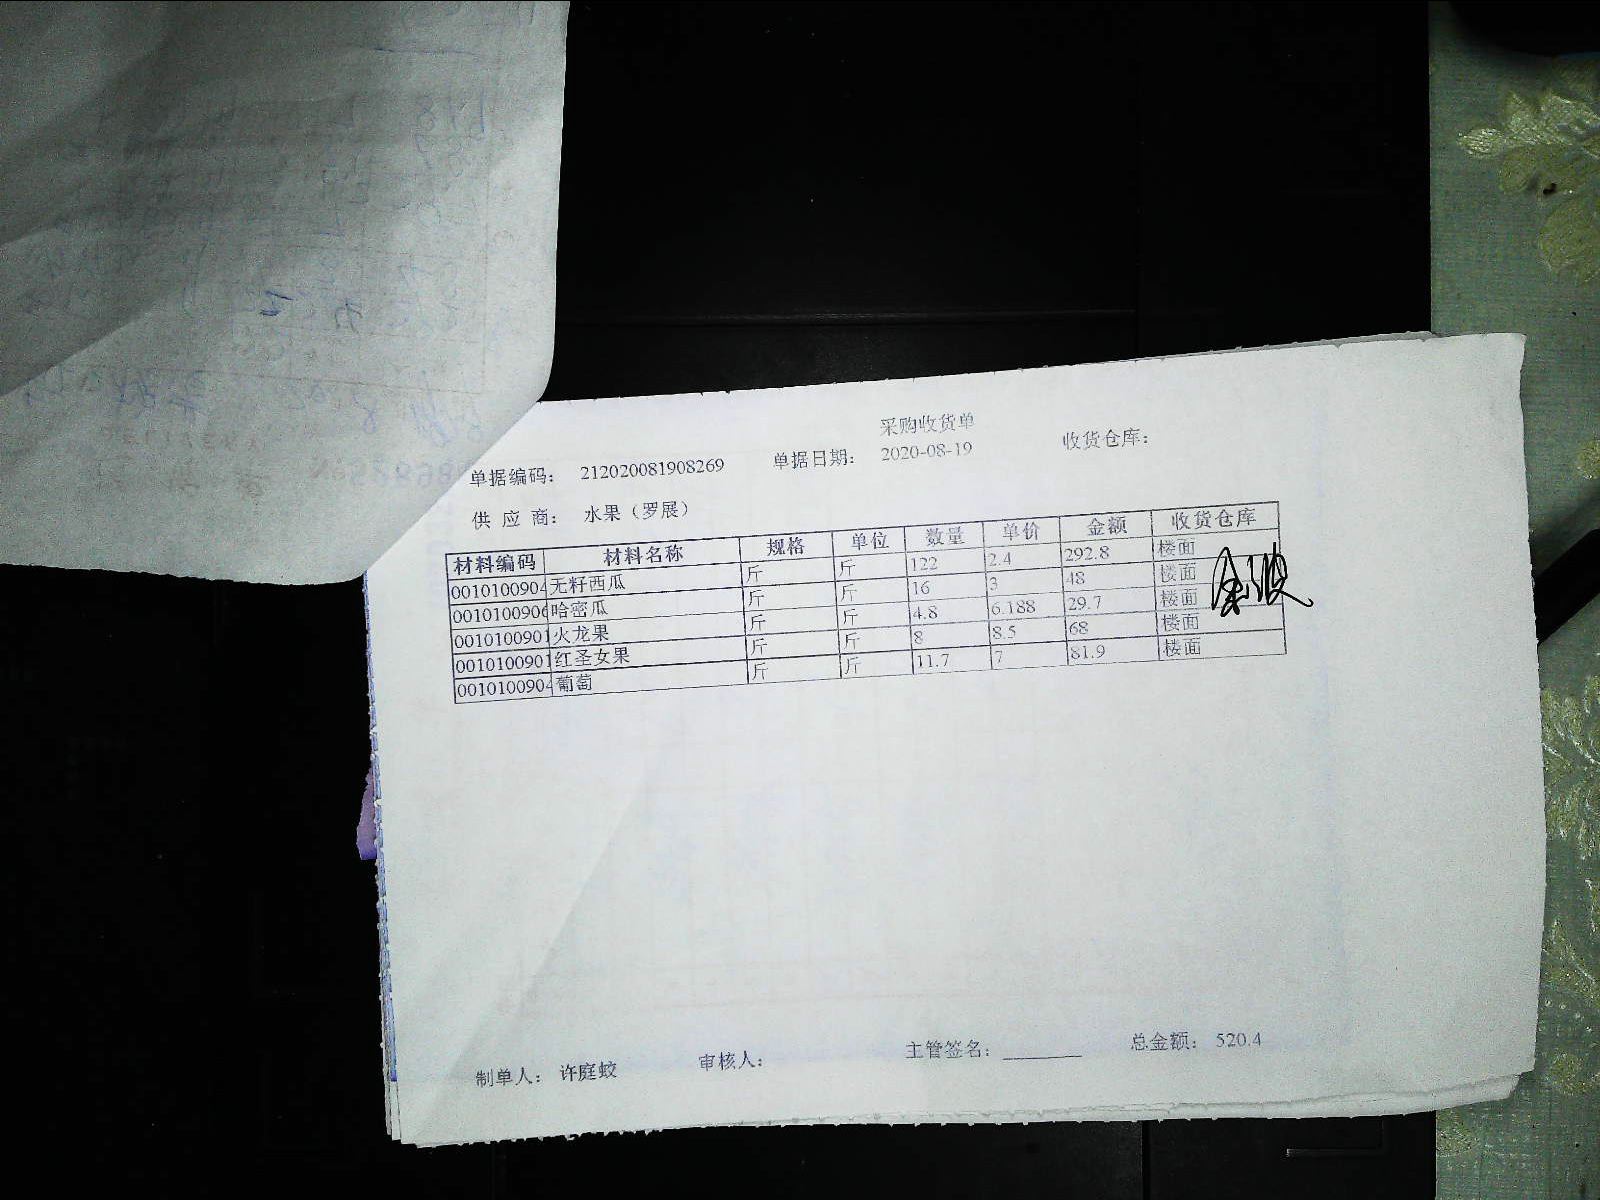 采购收货单
单据编码： 212020081908269 单据日期： 2020-08-19 收货仓库：
供 应 商： 水果（罗展）
材料编码 材料名称 规格 单位 数量 单价 金额 收货仓库
0010100904 无籽西瓜 斤 斤 122 2.4 292.8 楼面
0010100906 哈密瓜 斤 斤 16 3 48 楼面
0010100901 火龙果 斤 斤 4.8 6.188 29.7 楼面
0010100901 红圣女果 斤 斤 8 8.5 68 楼面
0010100904 葡萄 斤 斤 11.7 7 81.9 楼面
制单人： 许庭蛟 审核人： 主管签名： 总金额： 520.4